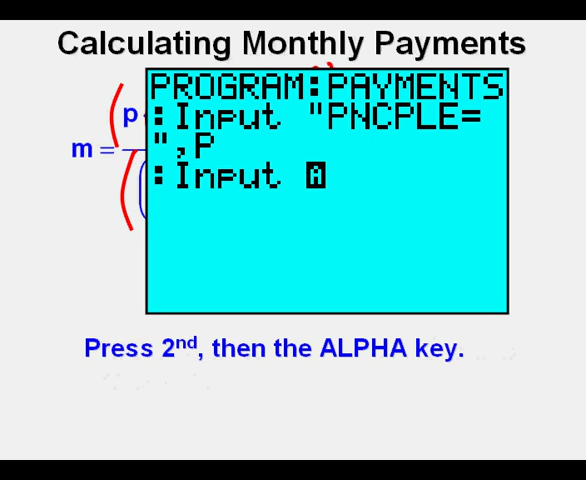 Calculating Monthly Payments
p
m =
PROGRAM:PAYMENTS
:Input "PNCPLE=
",P
:Input A
Press 2nd, then the ALPHA key.